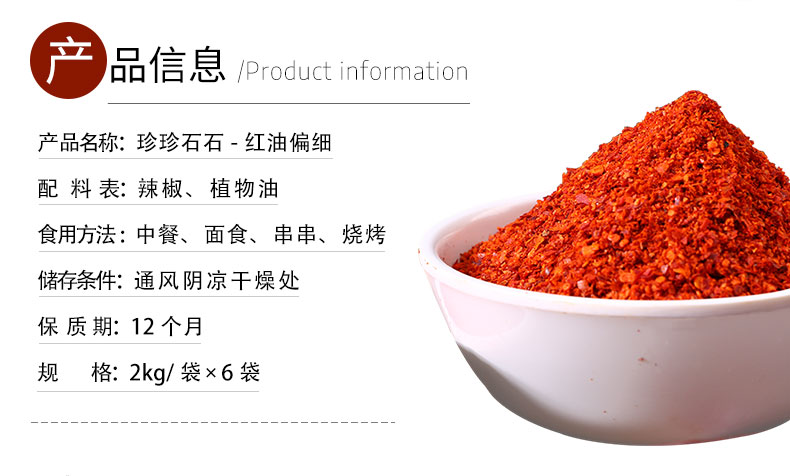 产品信息 /Product information
产品名称：珍珍石石 - 红油偏细
配 料 表：辣椒、植物油
食用方法：中餐、面食、串串、烧烤
储存条件：通风阴凉干燥处
保 质 期：12 个月
规 格：2kg/ 袋×6 袋